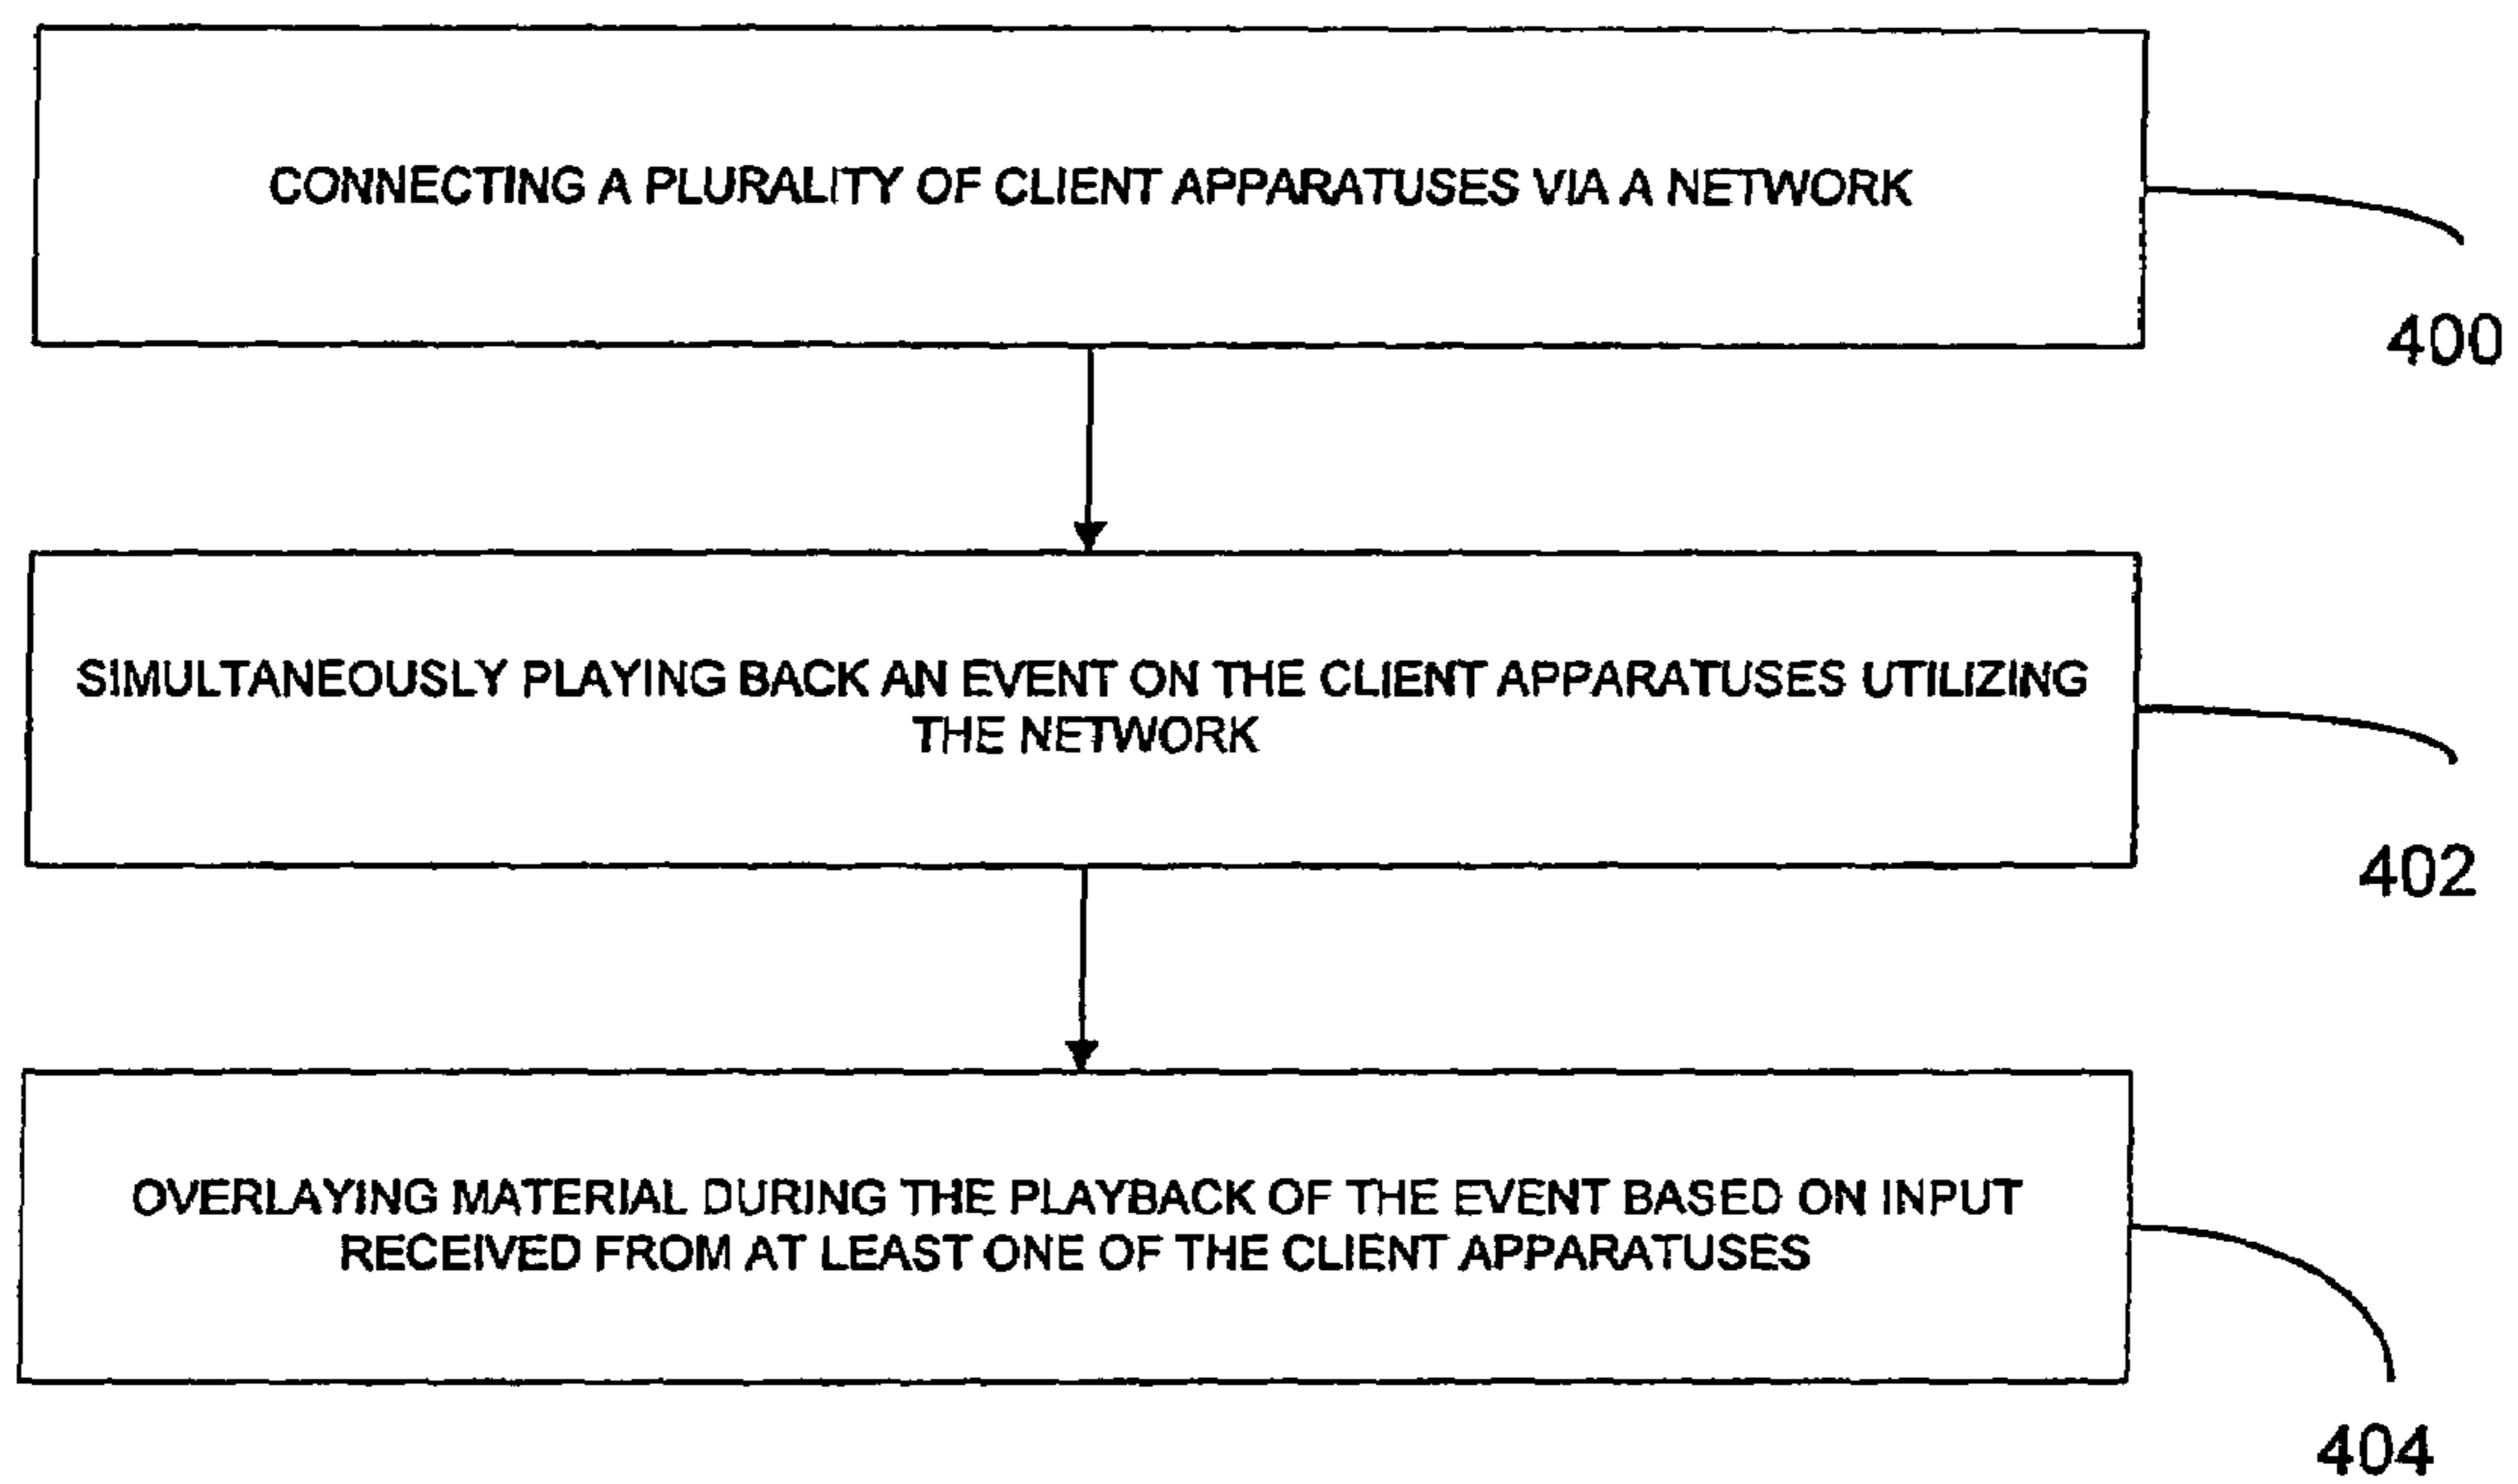 CONNECTING A PLURALITY OF CLIENT APPARATUSES VIA A NETWORK
400
SIMULTANEOUSLY PLAYING BACK AN EVENT ON THE CLIENT APPARATUSES UTILIZING
THE NETWORK
402
OVERLAYING MATERIAL DURING THE PLAYBACK OF THE EVENT BASED ON INPUT
RECEIVED FROM AT LEAST ONE OF THE CLIENT APPARATUSES
404